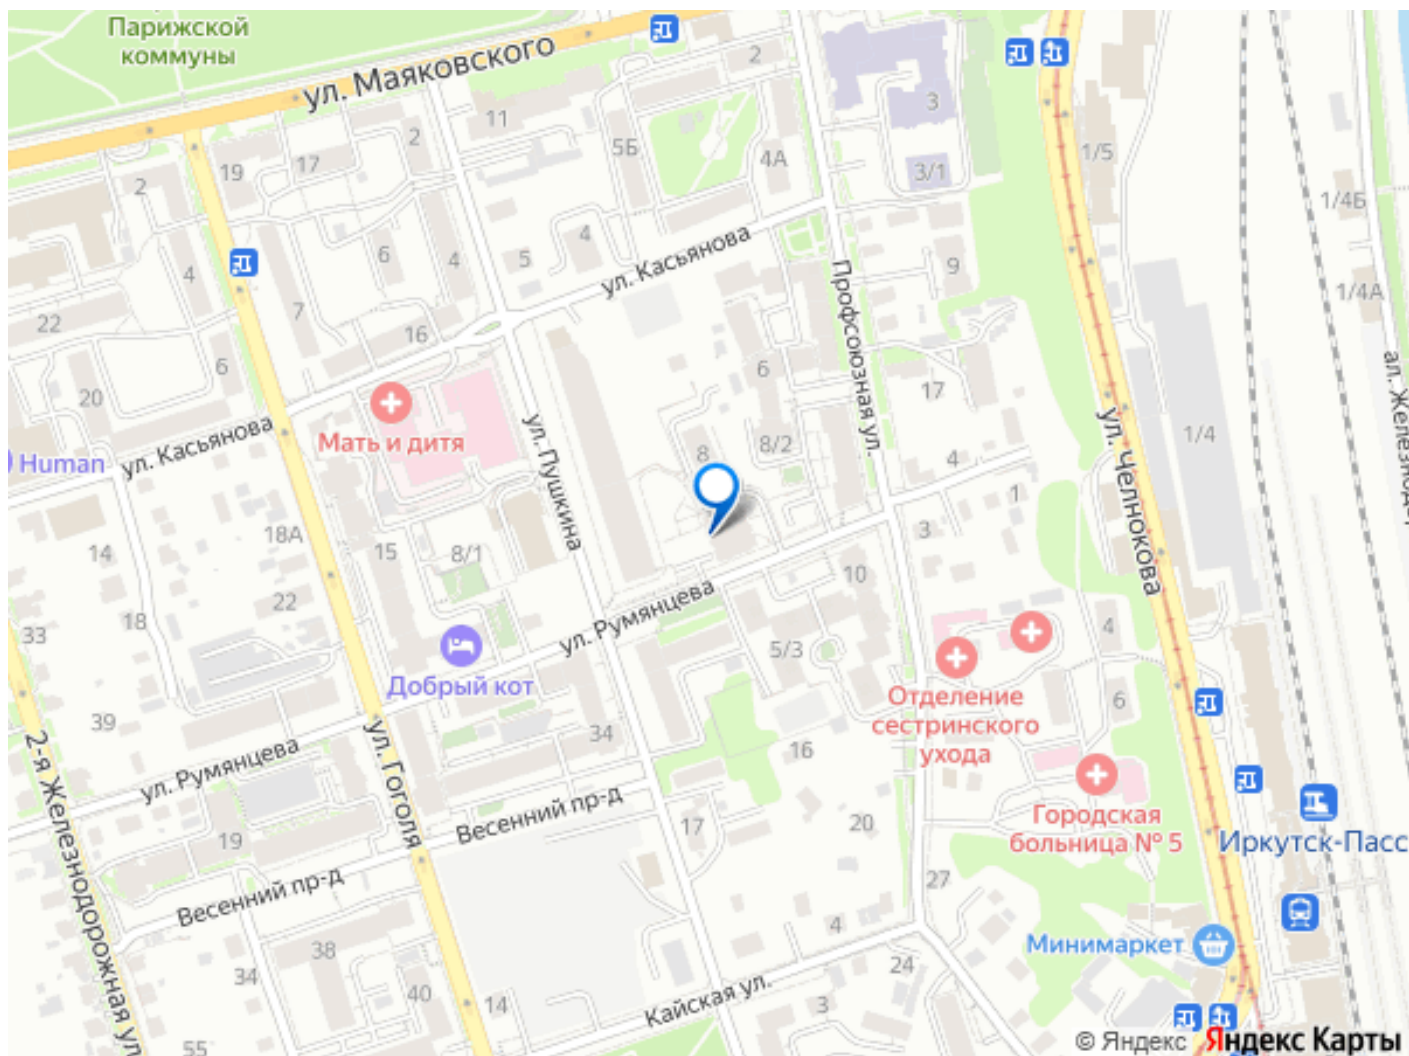 Парижской
коммуны
ул. Маяковского
2
11
3
2
5Б
4А
1/5
3/1
19
17
2
1/4Б
4
5
4
6
4
ул. Касьянова
9
1/4А
7
22
16
Профсоюзная ул.
ал. Железнодор
6
6
20
17
Мать и дитя
ул. Касьянова
Human
ул. Пушкина
8
8/2
4
1/4
ул. Челнокова
1
18А
14
15
8/1
3
22
10
ул. Румянцева
18
33
4
5/3
Добрый кот
Отделение
сестринского
ухода
6
39
ул. Румянцева
ул. Гоголя
34
16
2-я Железнодорожная ул.
Весенний пр-д
17
20
19
Городская
больница № 5
Иркутск-Пасс
Весенний пр-д
27
4
Минимаркет
38
34
24
40
14
Кайская ул.
3
55
© Яндекс Яндекс Карты